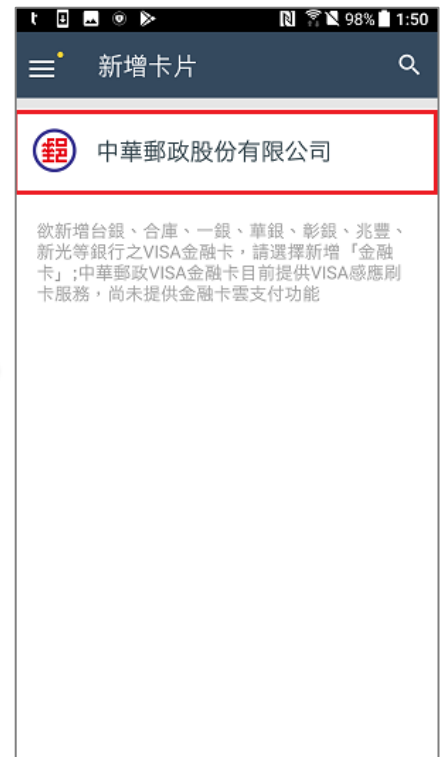 98% 1:50
新增卡片
郵 中華郵政股份有限公司
欲新增台銀、合庫、一銀、華銀、彰銀、兆豐、
新光等銀行之VISA金融卡，請選擇新增「金融
卡」;中華郵政VISA金融卡目前提供VISA感應刷
卡服務，尚未提供金融卡雲支付功能